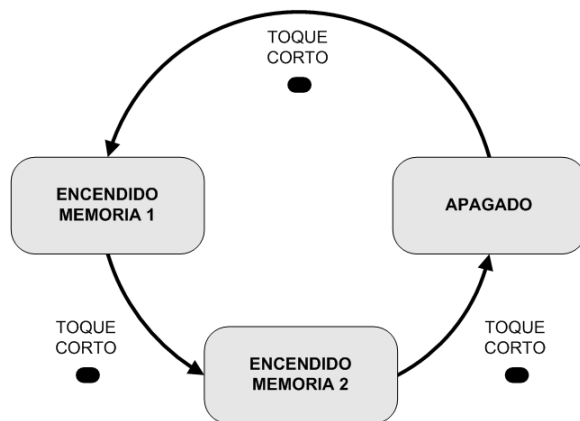 TOQUE
CORTO
ENCENDIDO
MEMORIA 1
APAGADO
TOQUE
CORTO
ENCENDIDO
MEMORIA 2
TOQUE
CORTO